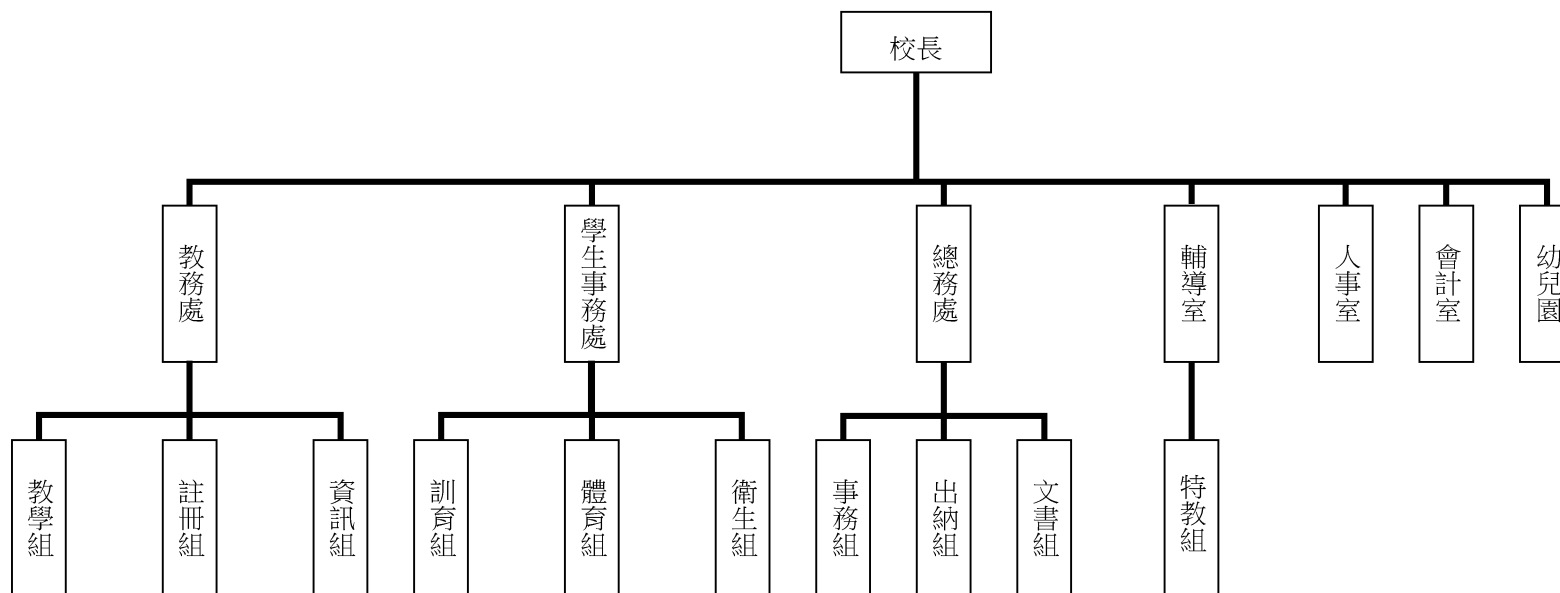 校長
教務處
學生事務處
總務處
輔導室
人事室
會計室
幼兒園
教學組
註冊組
資訊組
訓育組
體育組
衛生組
事務組
出納組
文書組
特教組